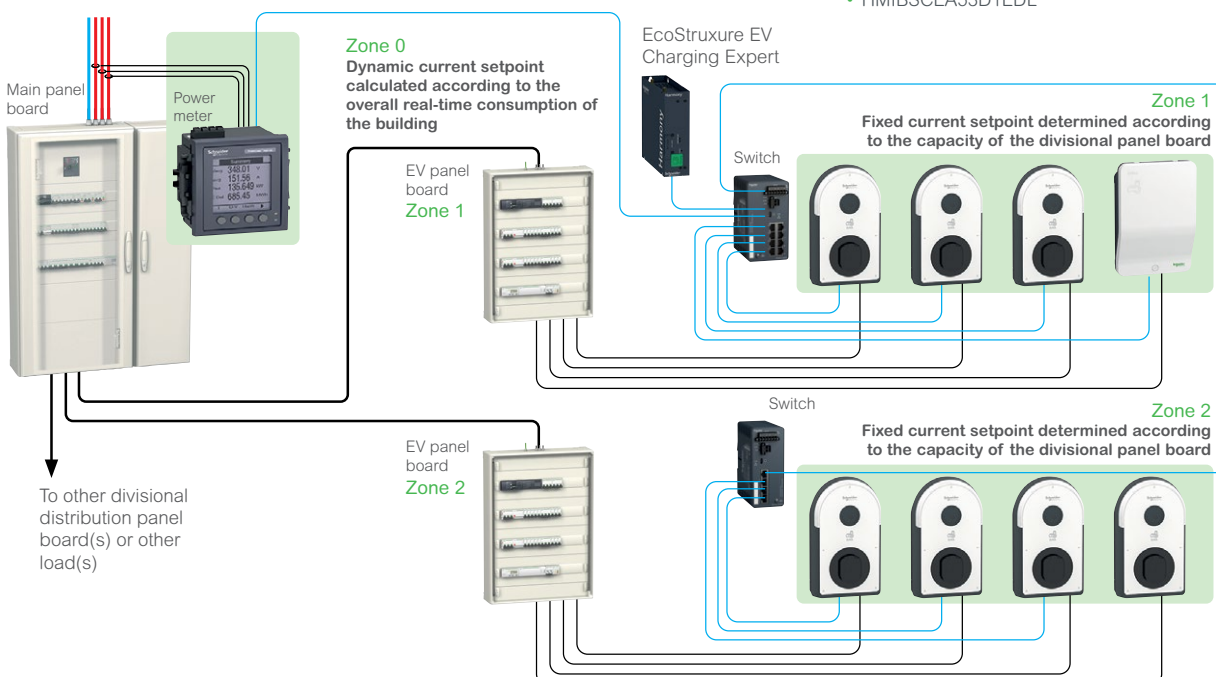 • HMIBSCEA53D1EDL
EcoStruxure EV
Charging Expert
Zone 0
Dynamic current setpoint
calculated according to the
overall real-time consumption of
the building
Main panel
board
Power
meter
348.01
151.56
135.649
685.45
Harmony
Zone 1
Fixed current setpoint determined according
to the capacity of the divisional panel board
Switch
EV panel
board
Zone 1
Switch
Zone 2
Fixed current setpoint determined according
to the capacity of the divisional panel board
EV panel
board
Zone 2
To other divisional
distribution panel
board(s) or other
load(s)